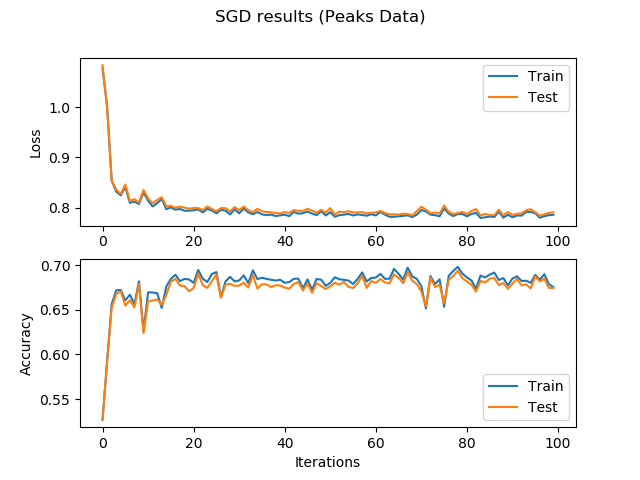 SGD results (Peaks Data)
1.0
0.9
0.8
Loss
Train
Test
0 20 40 60 80 100
0.70
0.65
0.60
0.55
Accuracy
Train
Test
0 20 40 60 80 100
Iterations